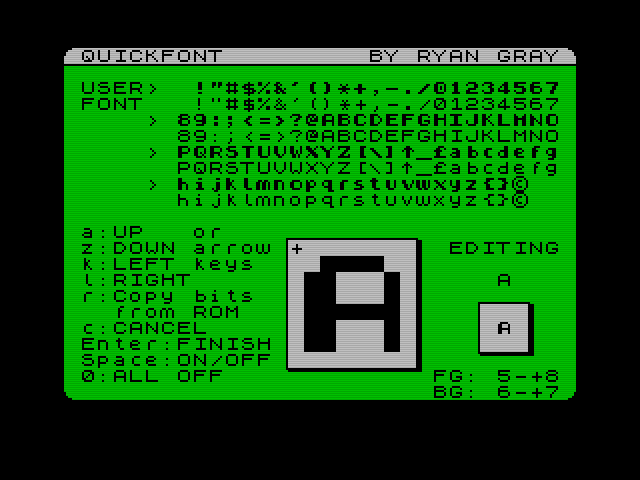 QUICKFONT BY RYAN GRAY
USER> !"#$%&´()*+,-./01234567
FONT !"#$%&´()*+,-./01234567
> 89:;<=>?@ABCDEFGHIJKLMNO
89:;<=>?@ABCDEFGHIJKLMNO
> PQRSTUVWXYZ[\]↑_£abcdefg
PQRSTUVWXYZ[\]↑_£abcdefg
> hijklmnopqrstuvwxyz{}©
hijklmnopqrstuvwxyz{}©
a:UP or
z:DOWN arrow
k:LEFT keys
l:RIGHT
r:Copy bits
from ROM
c:CANCEL
Enter:FINISH
Space:ON/OFF
0:ALL OFF
+
A
EDITING
A
A
FG: 5-+8
BG: 6-+7